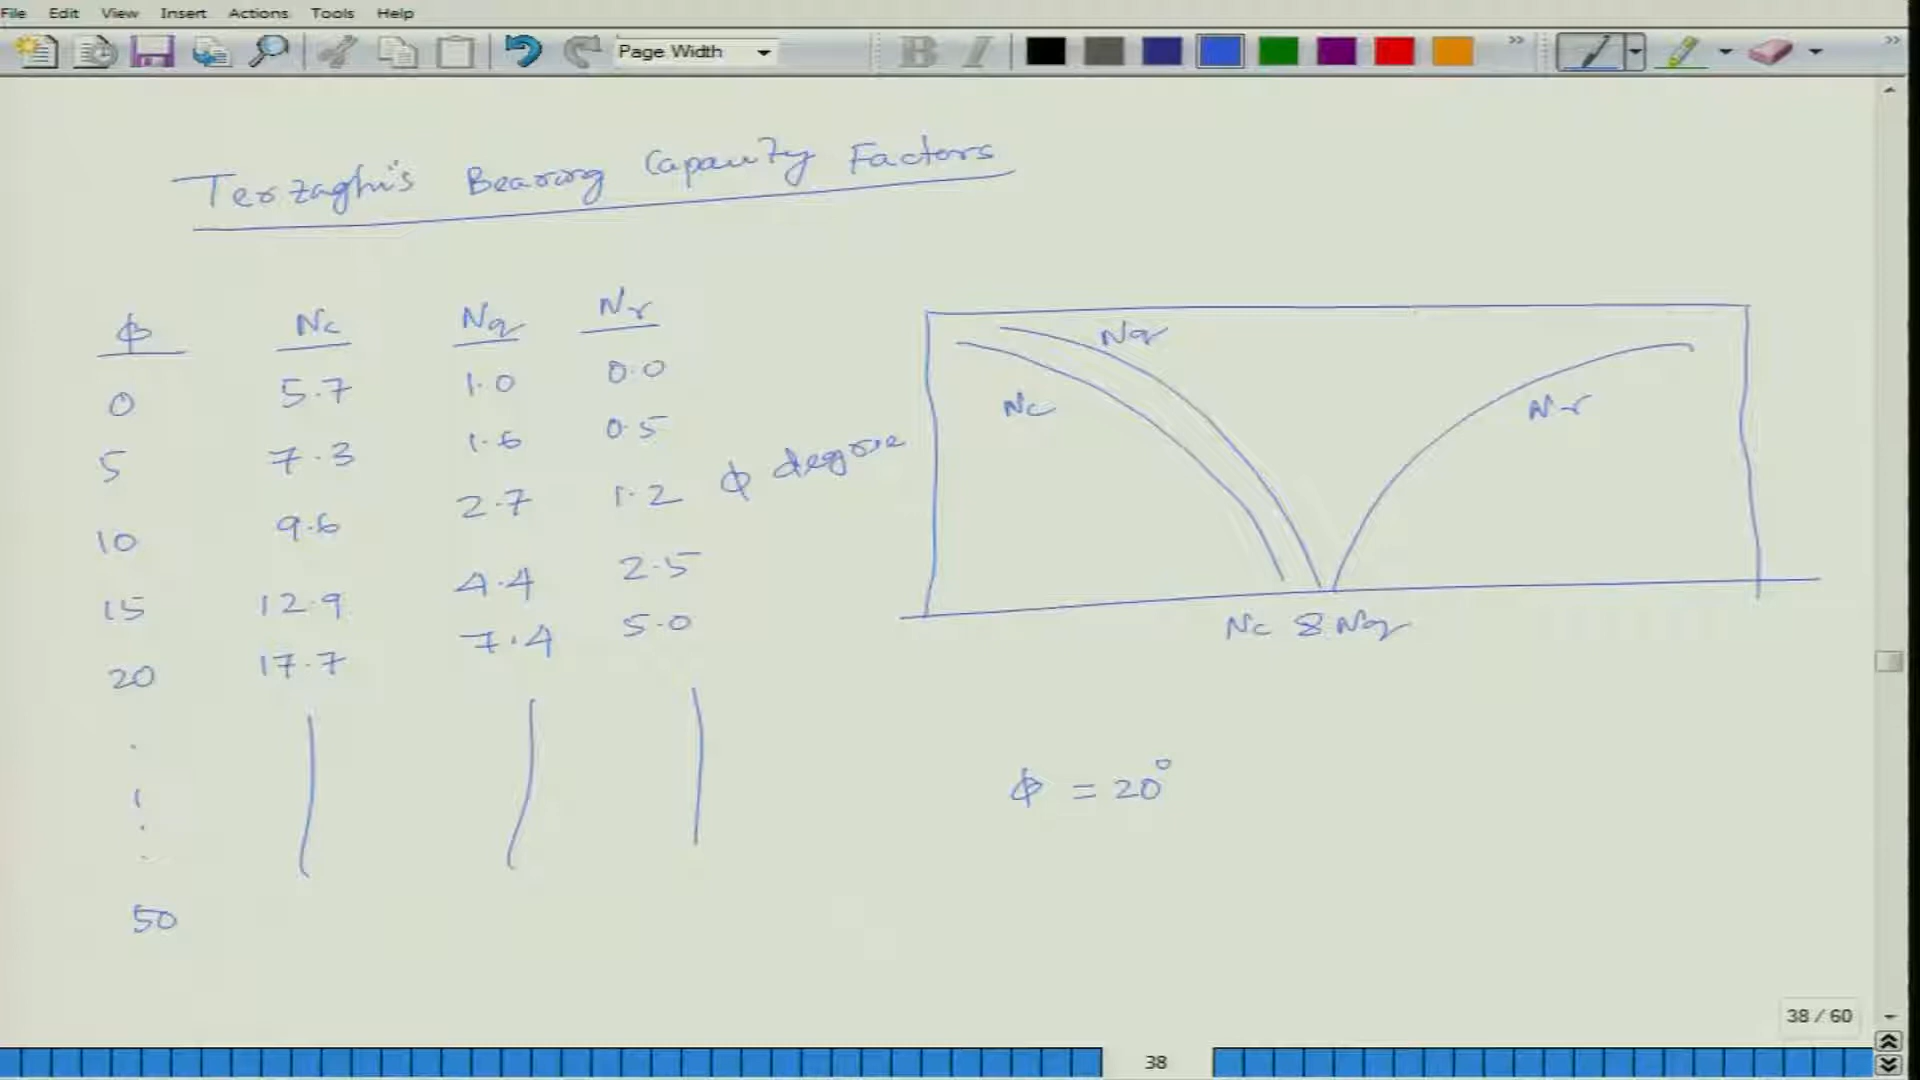 File Edit View Insert Actions Tools Help
Page Width
B I
Terzaghi's Bearing Capacity Factors
φ Nc Nq Nr
0 5.7 1.0 0.0
5 7.3 1.6 0.5
10 9.6 2.7 1.2
15 12.9 4.4 2.5
20 17.7 7.4 5.0
50
φ degree
Nq
Nc
Nr
Nc & Nq
φ = 20°
38 / 60
38